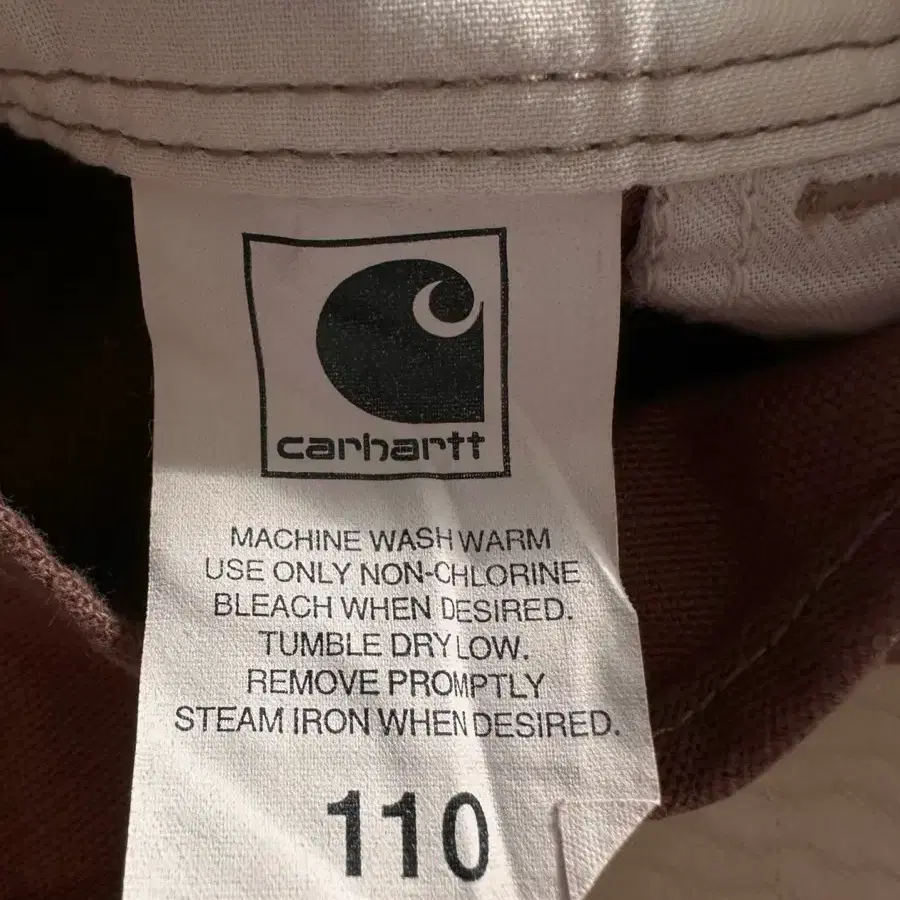 carhartt
MACHINE WASH WARM
USE ONLY NON-CHLORINE
BLEACH WHEN DESIRED.
TUMBLE DRY LOW.
REMOVE PROMPTLY
STEAM IRON WHEN DESIRED.
110